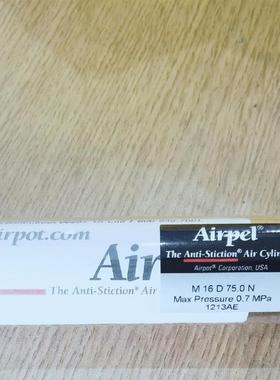 irpot.com
Air
The Anti-Stiction® Air
Airpel®
The Anti-Stiction® Air Cylin
Airpot® Corporation, USA
M 16 D 75.0 N
Max Pressure 0.7 MPa
1213AE